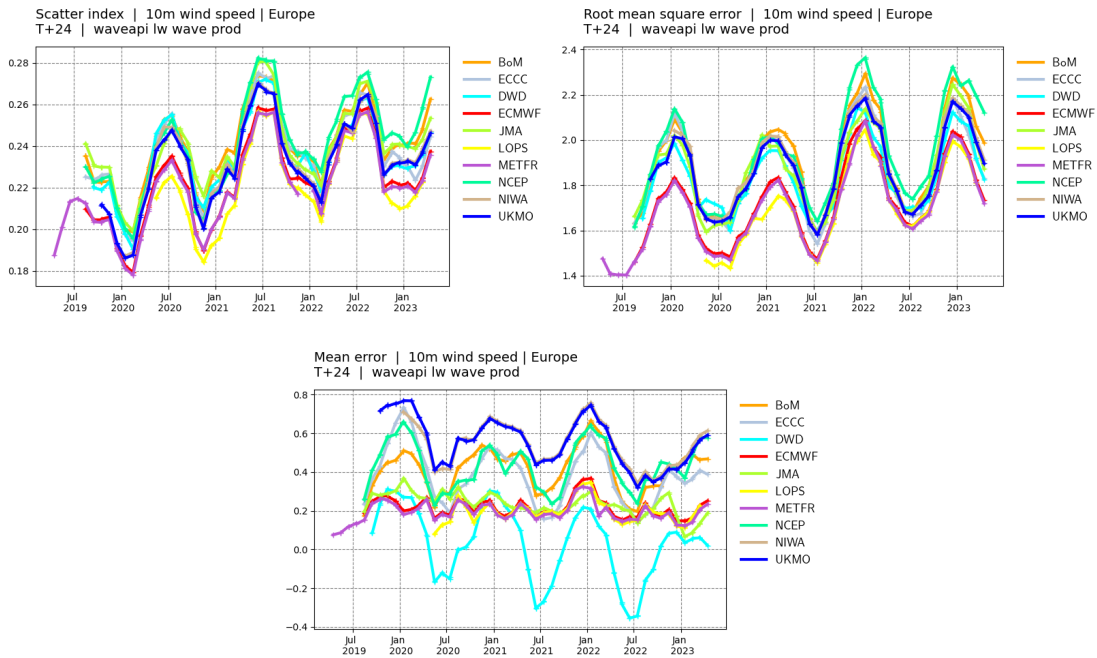 Scatter index | 10m wind speed | Europe
T+24 | waveapi lw wave prod
0.28
0.26
0.24
0.22
0.20
0.18
Jul
2019
Jan
2020
Jul
2020
Jan
2021
Jul
2021
Jan
2022
Jul
2022
Jan
2023
BoM
ECCC
DWD
ECMWF
JMA
LOPS
METFR
NCEP
NIWA
UKMO
Root mean square error | 10m wind speed | Europe
T+24 | waveapi lw wave prod
2.4
2.2
2.0
1.8
1.6
1.4
Jul
2019
Jan
2020
Jul
2020
Jan
2021
Jul
2021
Jan
2022
Jul
2022
Jan
2023
BoM
ECCC
DWD
ECMWF
JMA
LOPS
METFR
NCEP
NIWA
UKMO
Mean error | 10m wind speed | Europe
T+24 | waveapi lw wave prod
0.8
0.6
0.4
0.2
0.0
−0.2
−0.4
Jul
2019
Jan
2020
Jul
2020
Jan
2021
Jul
2021
Jan
2022
Jul
2022
Jan
2023
BoM
ECCC
DWD
ECMWF
JMA
LOPS
METFR
NCEP
NIWA
UKMO